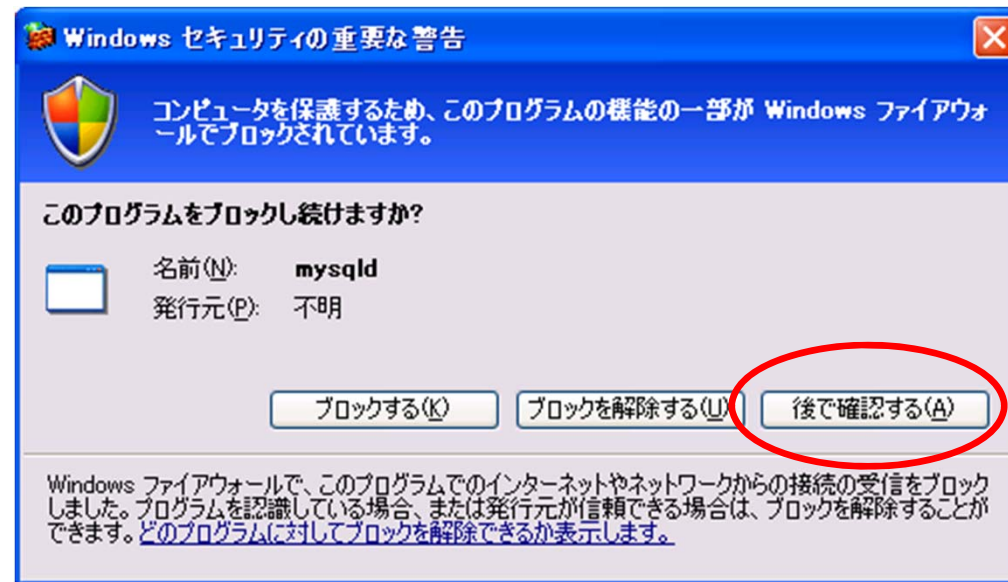 Windows セキュリティの重要な警告
コンピュータを保護するため、このプログラムの機能の一部が Windows ファイアウォ
ールでブロックされています。
このプログラムをブロックし続けますか?
名前(N): mysqld
発行元(P): 不明
ブロックする(K) ブロックを解除する(U) 後で確認する(A)
Windows ファイアウォールで、このプログラムでのインターネットやネットワークからの接続の受信をブロック
しました。プログラムを認識している場合、または発行元が信頼できる場合は、ブロックを解除することが
できます。どのプログラムに対してブロックを解除できるか表示します。